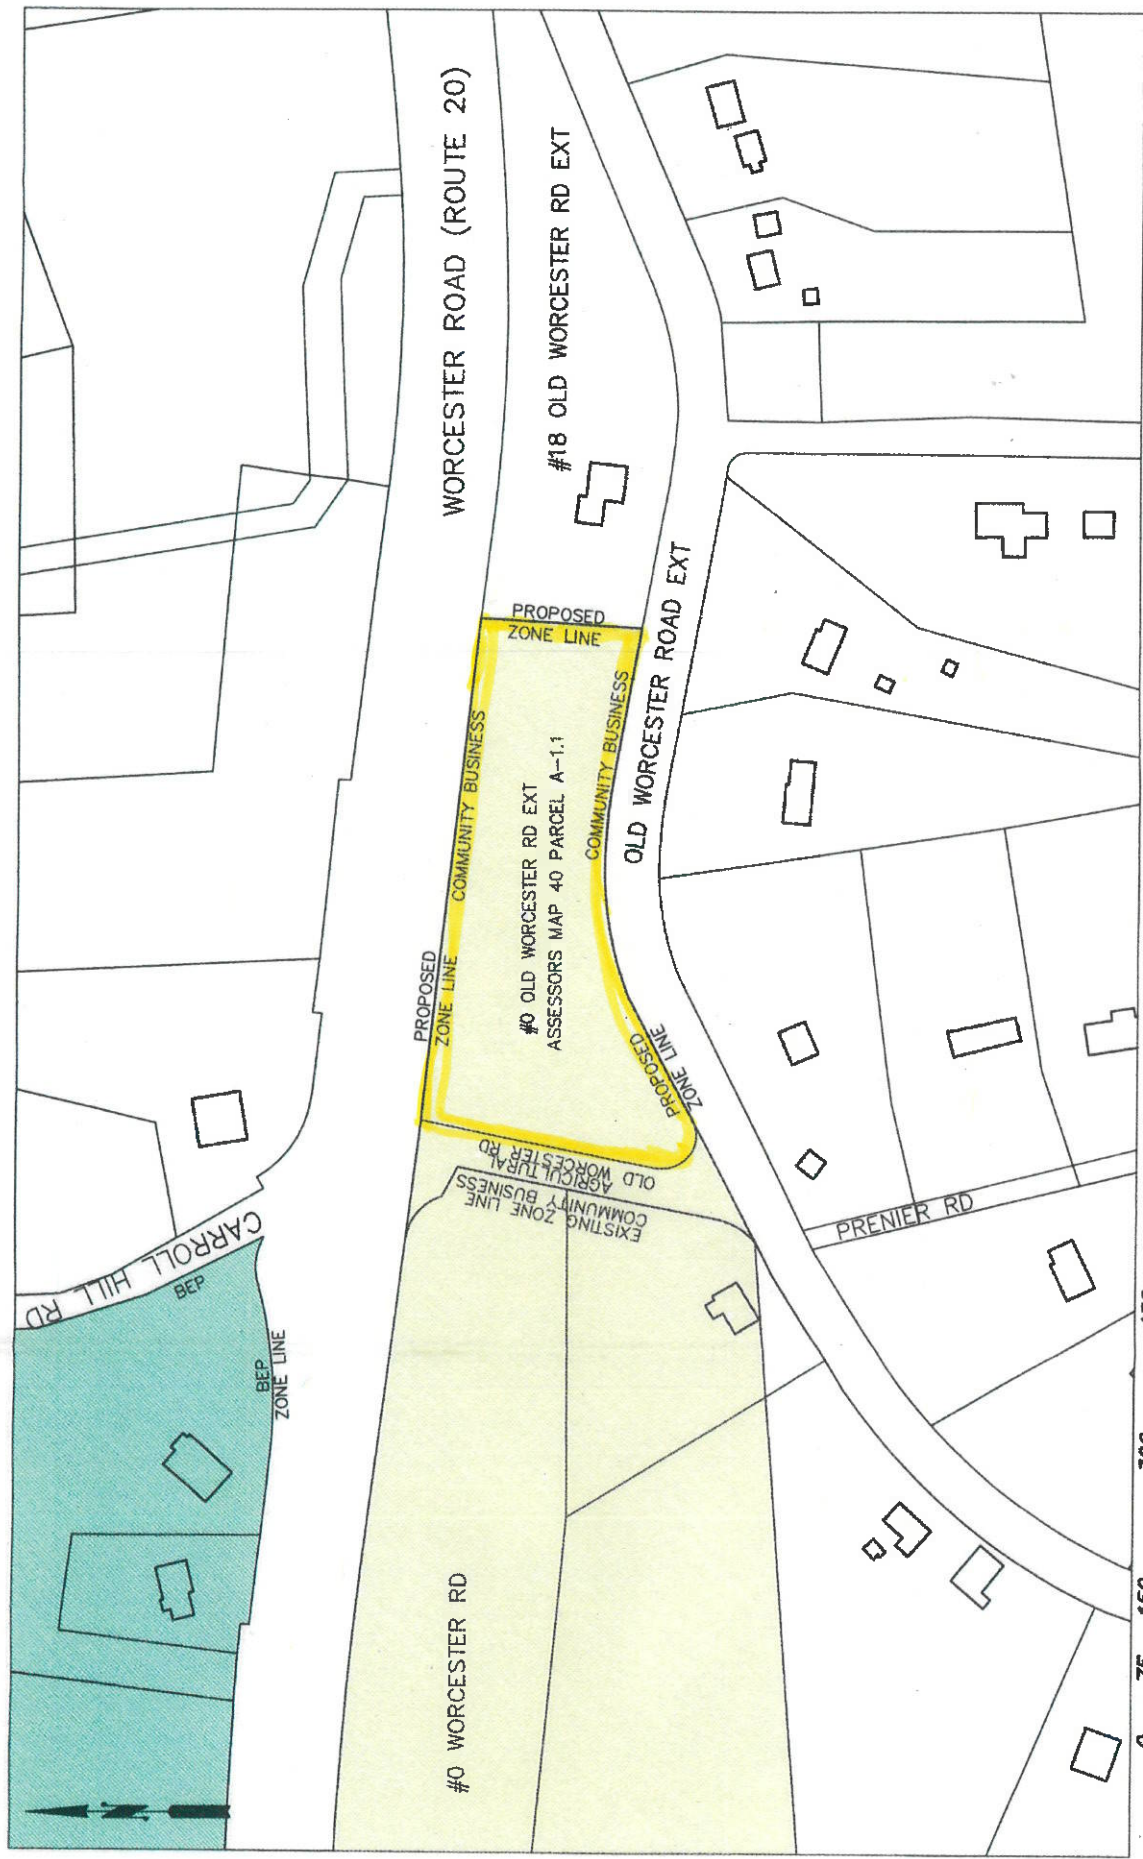 WORCESTER ROAD (ROUTE 20)
#18 OLD WORCESTER RD EXT
PROPOSED
ZONE LINE
COMMUNITY BUSINESS
PROPOSED
ZONE LINE
#0 OLD WORCESTER RD EXT
ASSESSORS MAP 40 PARCEL A-1.1
COMMUNITY BUSINESS
OLD WORCESTER ROAD EXT
PROPOSED
ZONE LINE
OLD WORCESTER RD
AGRICULTURAL
COMMUNITY BUSINESS
EXISTING ZONE LINE
CARROLL HILL RD
BEP
BEP
ZONE LINE
PRENIER RD
#0 WORCESTER RD
N
0 75 150